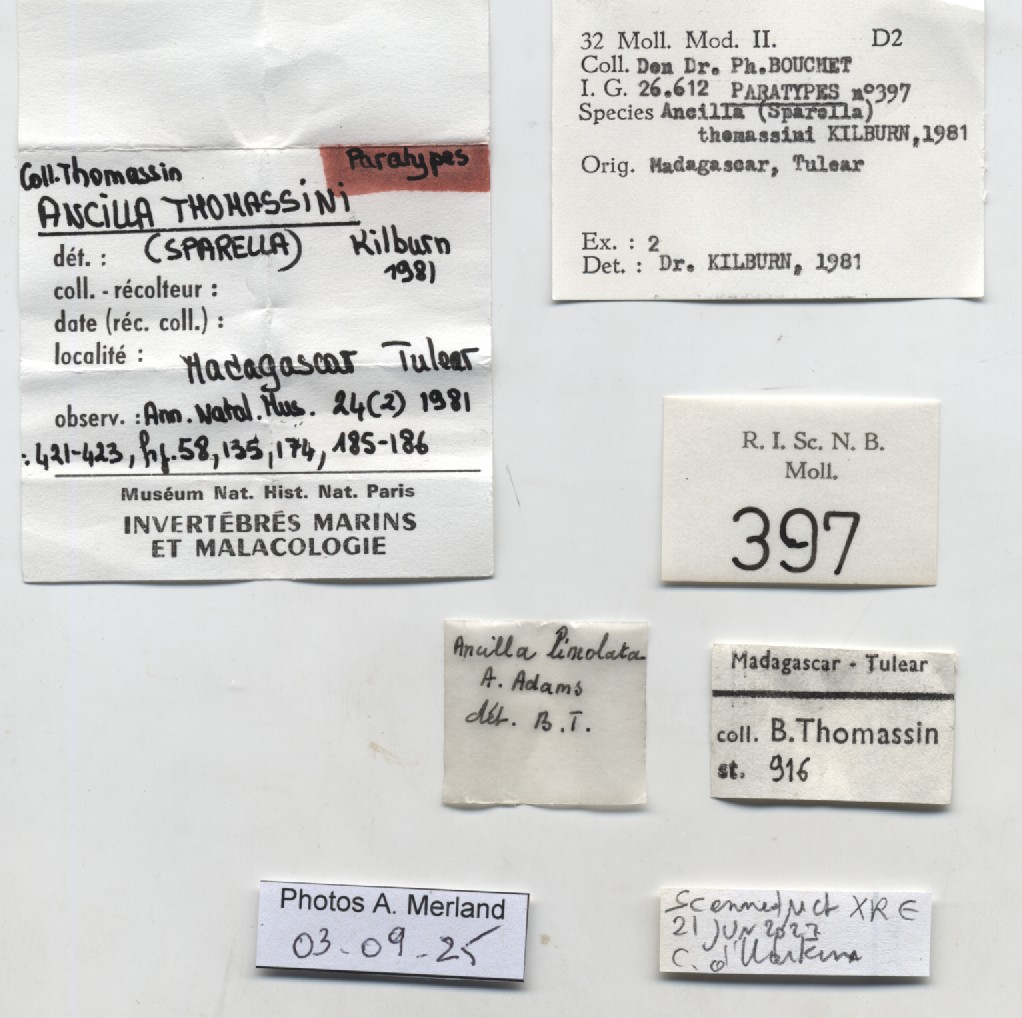 Coll. Thomassin
Paratypes
ANCILLA THOMASSINi
dét. : (SPARELLA) Kilburn
1981
coll. - récolteur :
date (réc. coll.) :
localité : Madagascar Tulear
observ. : Ann. Natal. Mus. 24(2) 1981
: 421-423, fig. 58, 135, 174, 185-186
Muséum Nat. Hist. Nat. Paris
INVERTÉBRÉS MARINS
ET MALACOLOGIE
32 Moll. Mod. II. D2
Coll. Don Dr. Ph.BOUCHET
I. G. 26.612 PARATYPES n°397
Species Ancilla (Sparella)
thomassini KILBURN,1981
Orig. Madagascar, Tulear
Ex. : 2
Det. : Dr. KILBURN, 1981
R. I. Sc. N. B.
Moll.
397
Ancilla lineolata
A. Adams
dét. B.T.
Madagascar - Tulear
coll. B.Thomassin
st. 916
Photos A. Merland
03-09-25
XRE
21 JUN 2023
C.